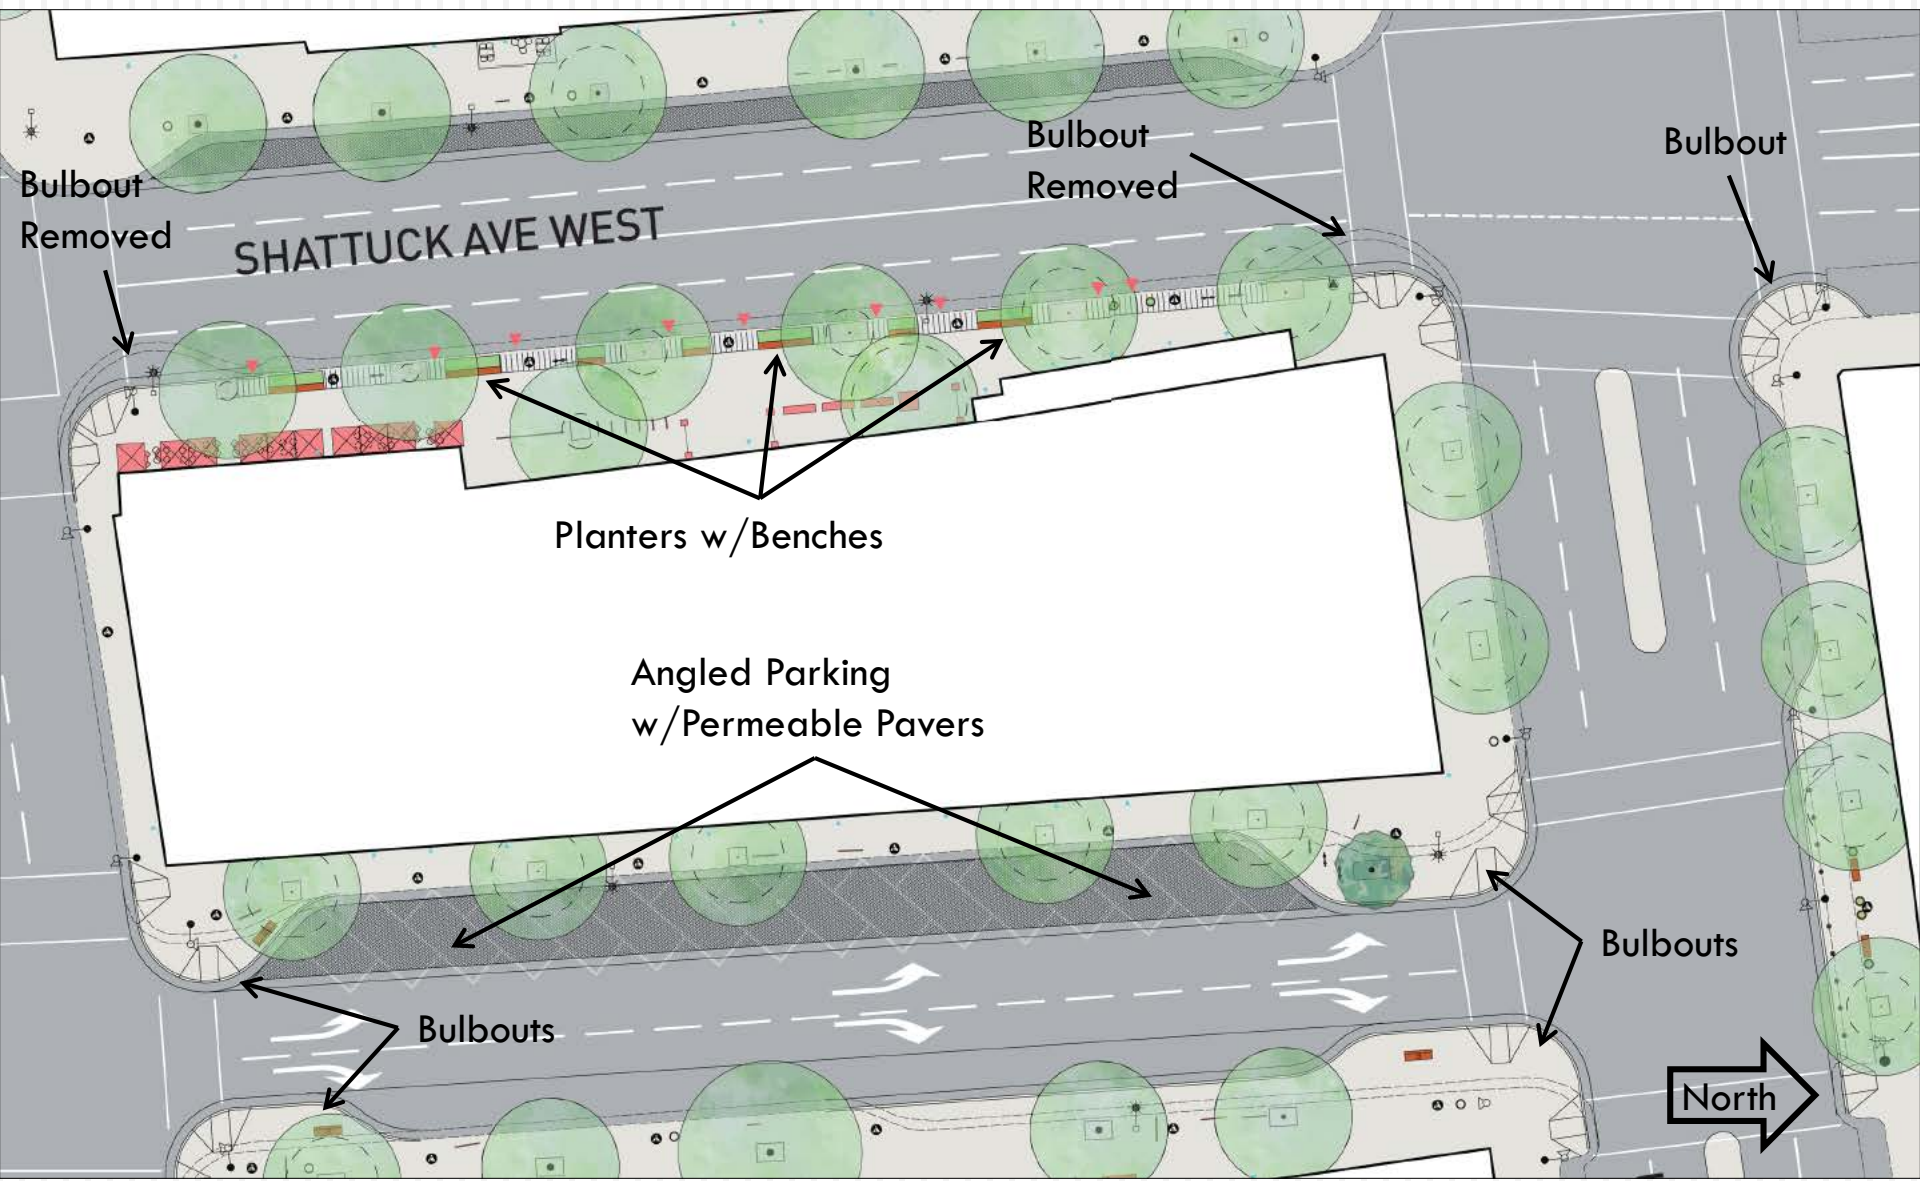 Bulbout
Removed
Bulbout
Removed
Bulbout
SHATTUCK AVE WEST
Planters w/Benches
Angled Parking
w/Permeable Pavers
Bulbouts
Bulbouts
North